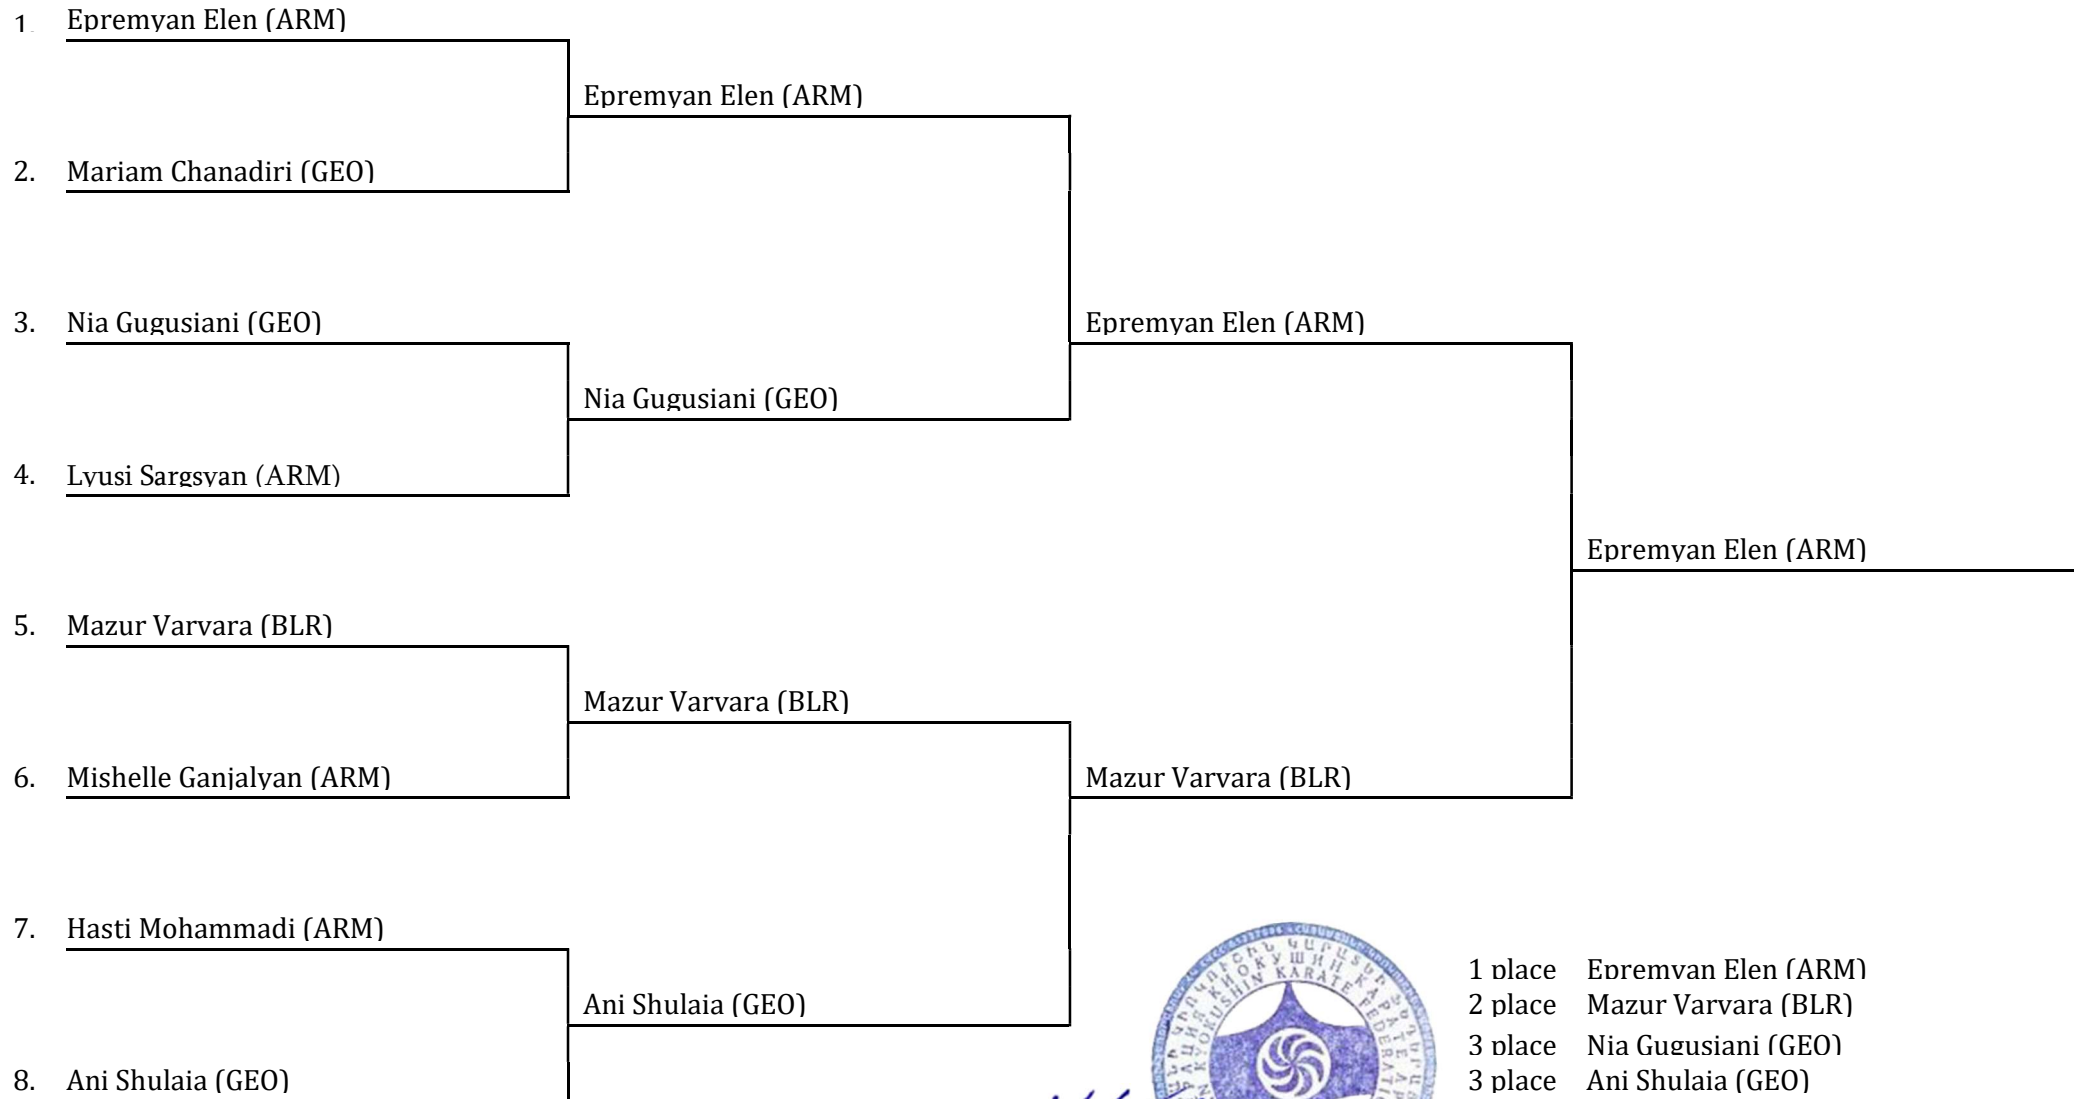 1. Epremyan Elen (ARM)
Epremyan Elen (ARM)
2. Mariam Chanadiri (GEO)
3. Nia Gugusiani (GEO)
Epremyan Elen (ARM)
Nia Gugusiani (GEO)
4. Lyusi Sargsyan (ARM)
Epremyan Elen (ARM)
5. Mazur Varvara (BLR)
Mazur Varvara (BLR)
6. Mishelle Ganjalyan (ARM)
Mazur Varvara (BLR)
7. Hasti Mohammadi (ARM)
Ani Shulaia (GEO)
8. Ani Shulaia (GEO)
KARATE
1 place Epremyan Elen (ARM)
2 place Mazur Varvara (BLR)
3 place Nia Gugusiani (GEO)
3 place Ani Shulaia (GEO)